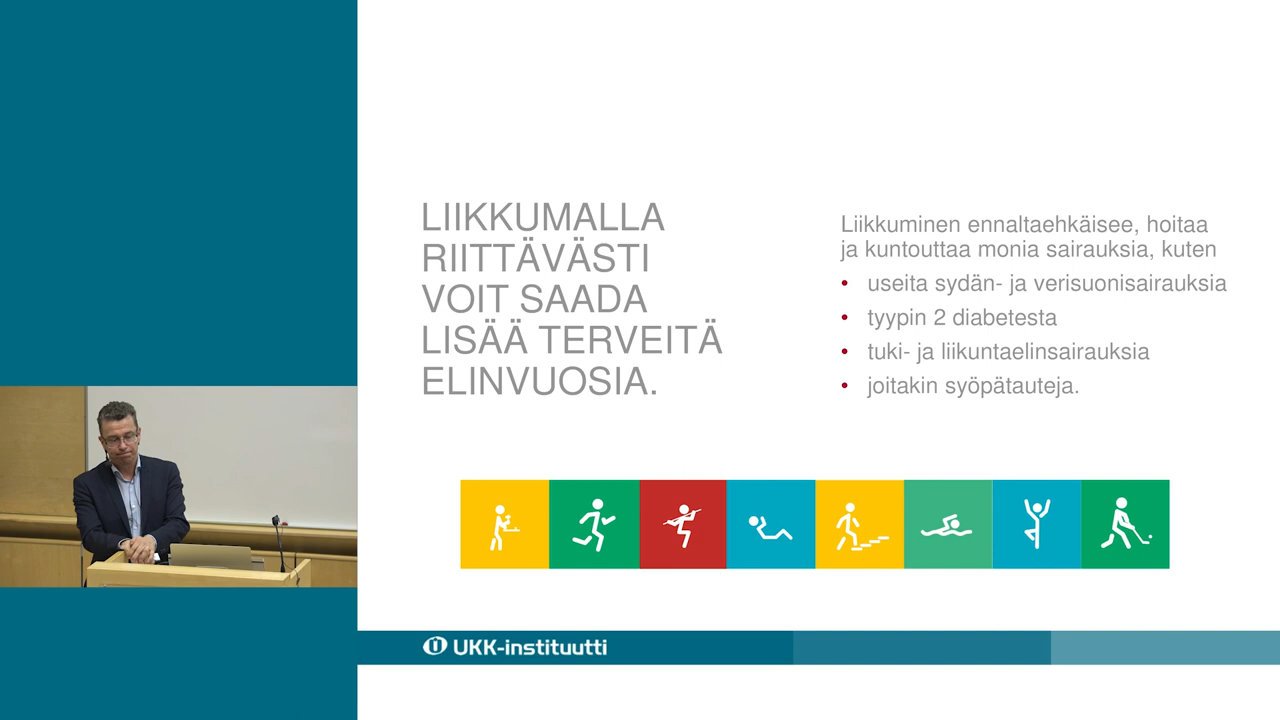 LIIKKUMALLA
RIITTÄVÄSTI
VOIT SAADA
LISÄÄ TERVEITÄ
ELINVUOSIA.
Liikkuminen ennaltaehkäisee, hoitaa
ja kuntouttaa monia sairauksia, kuten
• useita sydän- ja verisuonisairauksia
• tyypin 2 diabetesta
• tuki- ja liikuntaelinsairauksia
• joitakin syöpätauteja.
UKK-instituutti